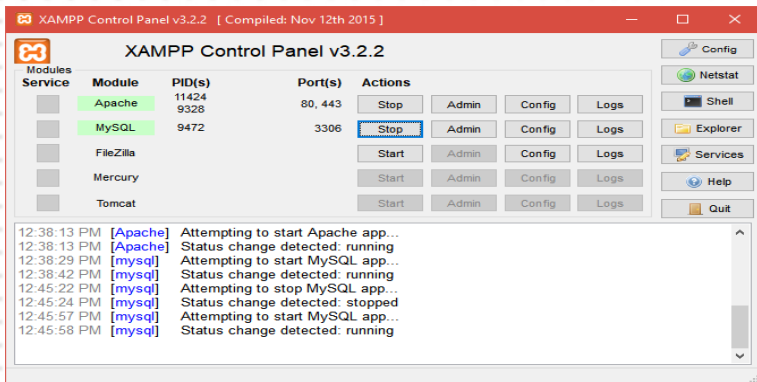 XAMPP Control Panel v3.2.2 [ Compiled: Nov 12th 2015 ]
XAMPP Control Panel v3.2.2
Config
Modules
Service Module PID(s) Port(s) Actions
Netstat
Apache 11424 9328 80, 443 Stop Admin Config Logs
Shell
MySQL 9472 3306 Stop Admin Config Logs
Explorer
FileZilla Start Admin Config Logs
Services
Mercury Start Admin Config Logs
Help
Tomcat Start Admin Config Logs
Quit
12:38:13 PM [Apache] Attempting to start Apache app...
12:38:13 PM [Apache] Status change detected: running
12:38:29 PM [mysql] Attempting to start MySQL app...
12:38:42 PM [mysql] Status change detected: running
12:45:22 PM [mysql] Attempting to stop MySQL app...
12:45:24 PM [mysql] Status change detected: stopped
12:45:57 PM [mysql] Attempting to start MySQL app...
12:45:58 PM [mysql] Status change detected: running